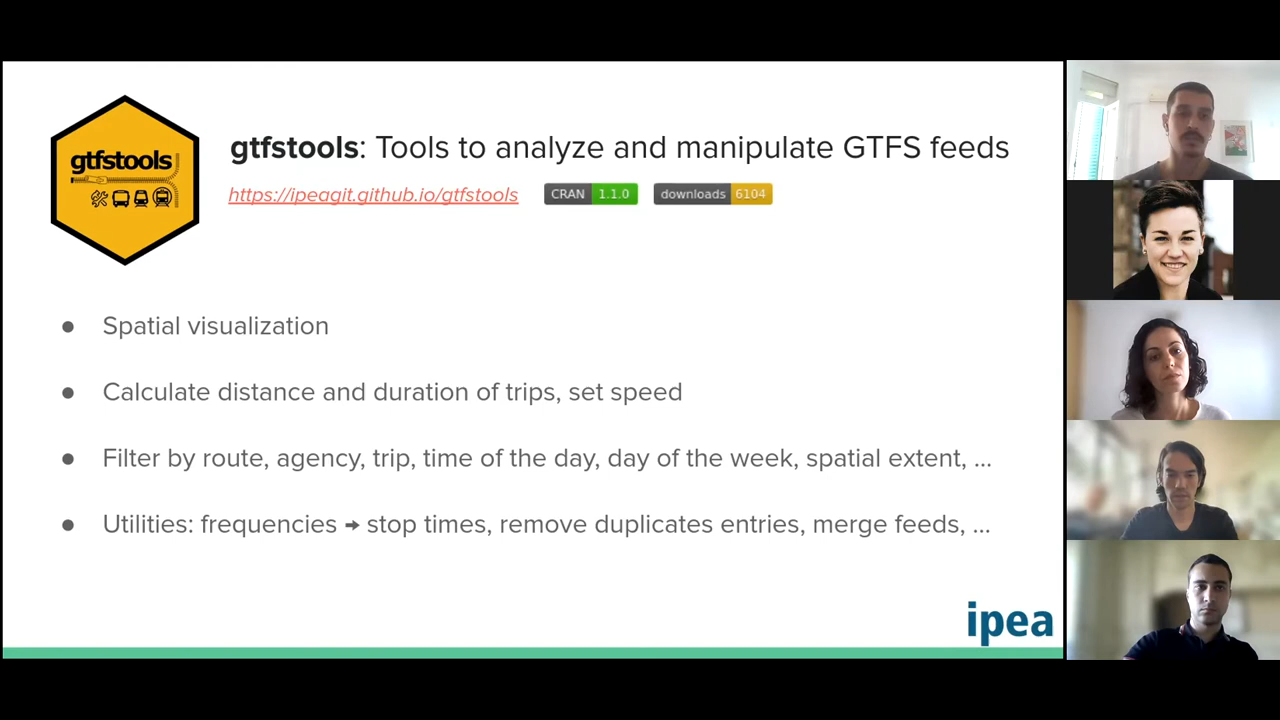 gtfstools
gtfstools: Tools to analyze and manipulate GTFS feeds
https://ipeagit.github.io/gtfstools CRAN 1.1.0 downloads 6104
● Spatial visualization
● Calculate distance and duration of trips, set speed
● Filter by route, agency, trip, time of the day, day of the week, spatial extent, ...
● Utilities: frequencies → stop times, remove duplicates entries, merge feeds, ...
ipea